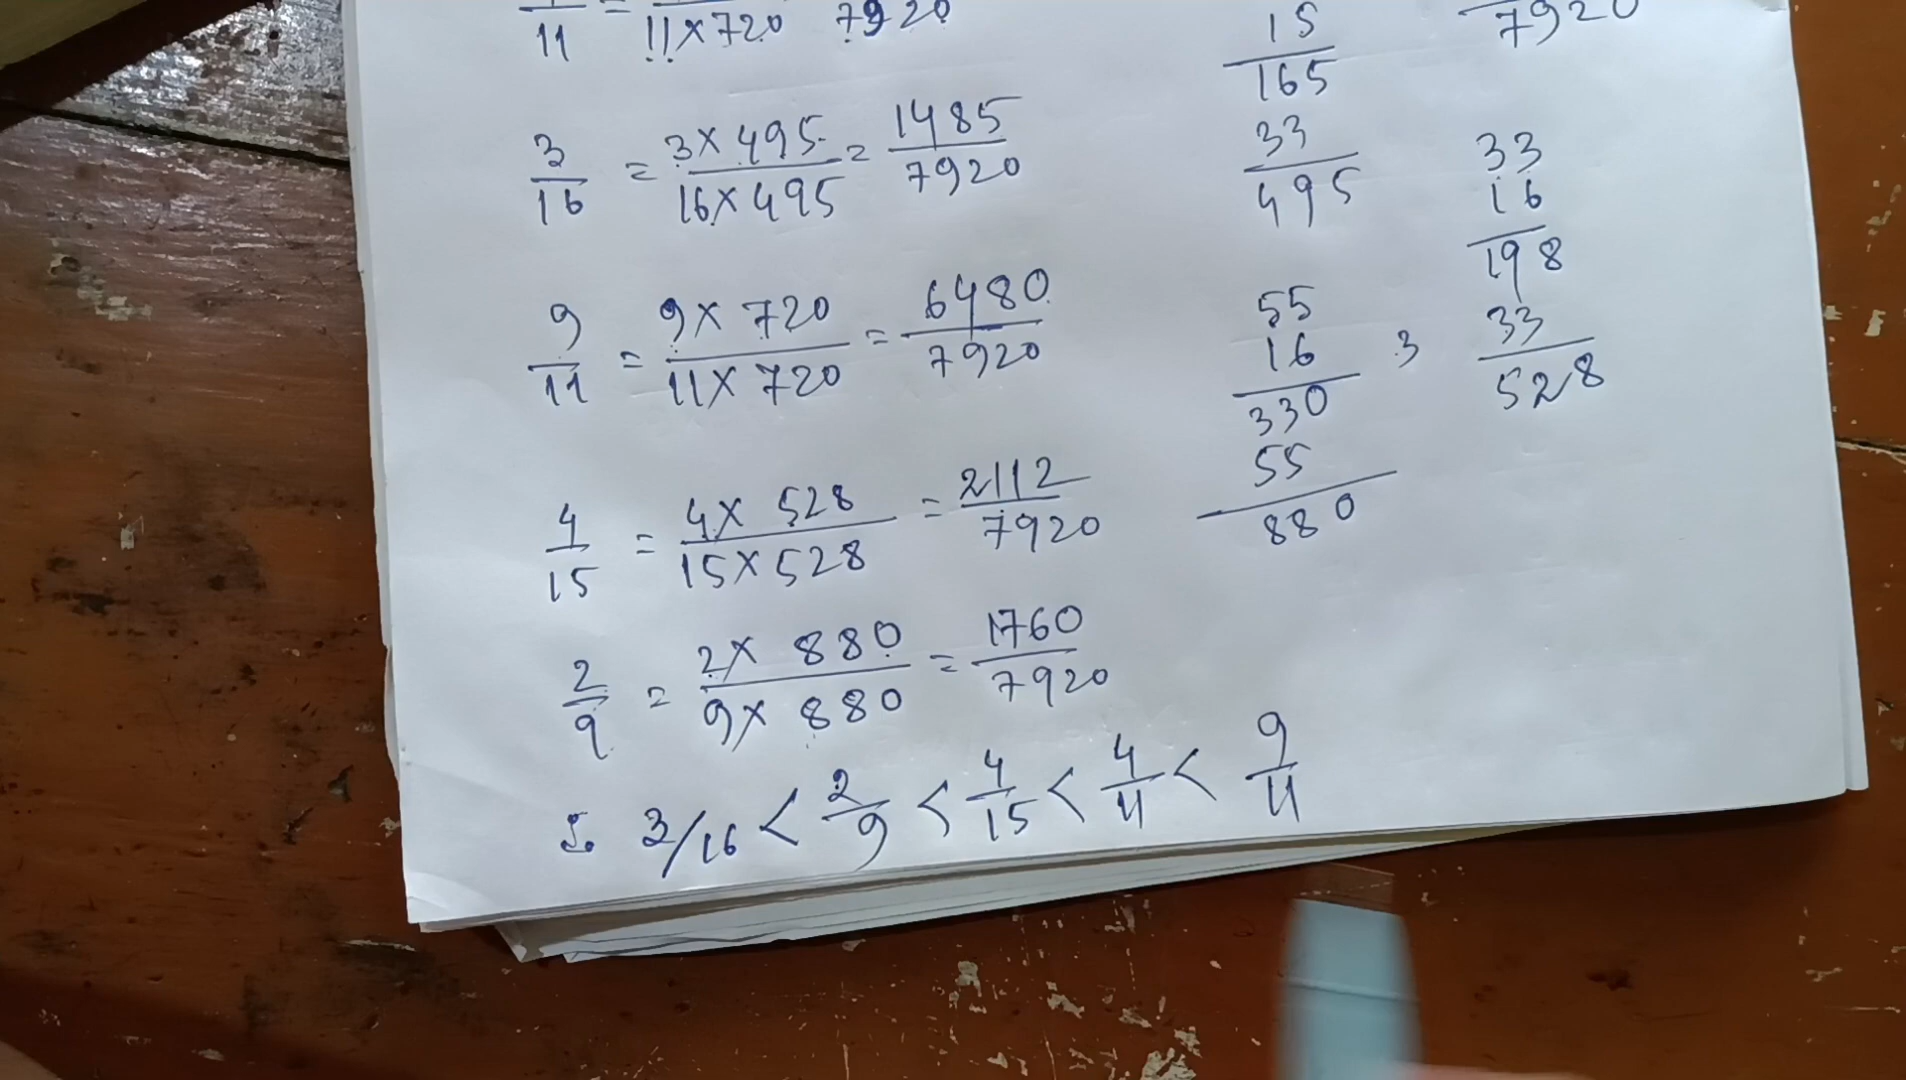 11 = 11×720 7920
3/16 = 3×495/16×495 = 1485/7920
9/11 = 9×720/11×720 = 6480/7920
4/15 = 4×528/15×528 = 2112/7920
2/9 = 2×880/9×880 = 1760/7920
3/16 < 2/9 < 4/15 < 4/11 < 9/11
15
165
33
495
55
16
330
55
880
3
7920
33
16
198
33
528